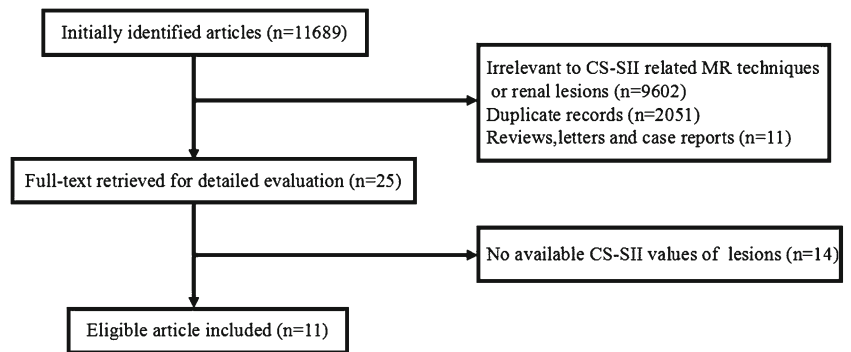 Initially identified articles (n=11689)
Irrelevant to CS-SII related MR techniques
or renal lesions (n=9602)
Duplicate records (n=2051)
Reviews,letters and case reports (n=11)
Full-text retrieved for detailed evaluation (n=25)
No available CS-SII values of lesions (n=14)
Eligible article included (n=11)